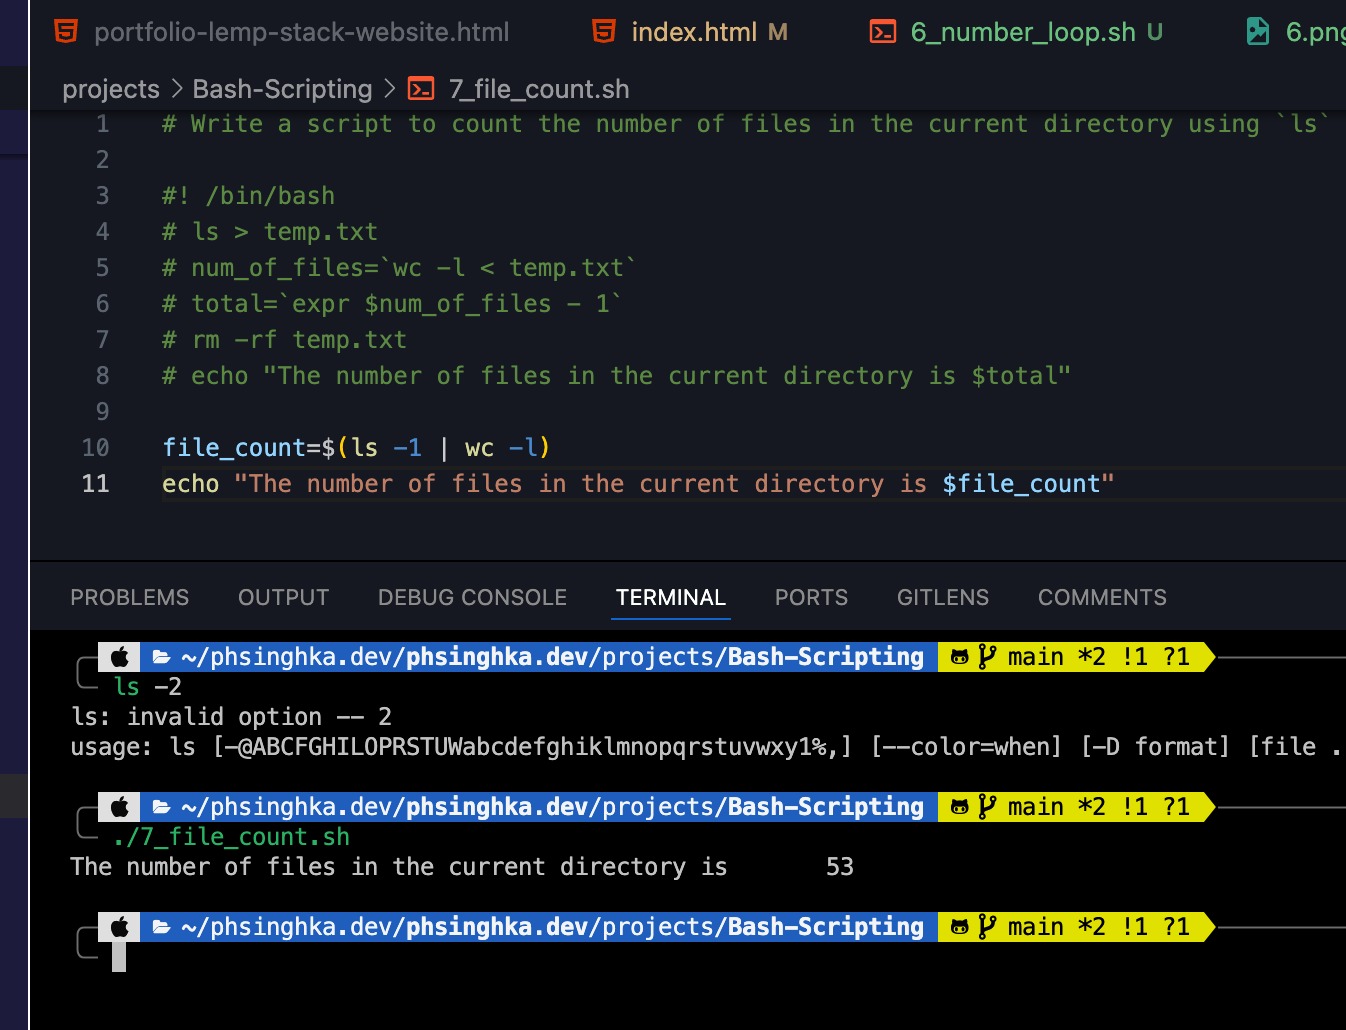 portfolio-lemp-stack-website.html index.html M 6_number_loop.sh U 6.png
projects > Bash-Scripting > 7_file_count.sh
1 # Write a script to count the number of files in the current directory using `ls`
2
3 #! /bin/bash
4 # ls > temp.txt
5 # num_of_files=`wc -l < temp.txt`
6 # total=`expr $num_of_files - 1`
7 # rm -rf temp.txt
8 # echo "The number of files in the current directory is $total"
9
10 file_count=$(ls -1 | wc -l)
11 echo "The number of files in the current directory is $file_count"
PROBLEMS OUTPUT DEBUG CONSOLE TERMINAL PORTS GITLENS COMMENTS
~/phsinghka.dev/phsinghka.dev/projects/Bash-Scripting main *2 !1 ?1
ls -2
ls: invalid option -- 2
usage: ls [-@ABCFGHILOPRSTUWabcdefghiklmnopqrstuvwxy1%,] [--color=when] [-D format] [file .
~/phsinghka.dev/phsinghka.dev/projects/Bash-Scripting main *2 !1 ?1
./7_file_count.sh
The number of files in the current directory is       53
~/phsinghka.dev/phsinghka.dev/projects/Bash-Scripting main *2 !1 ?1